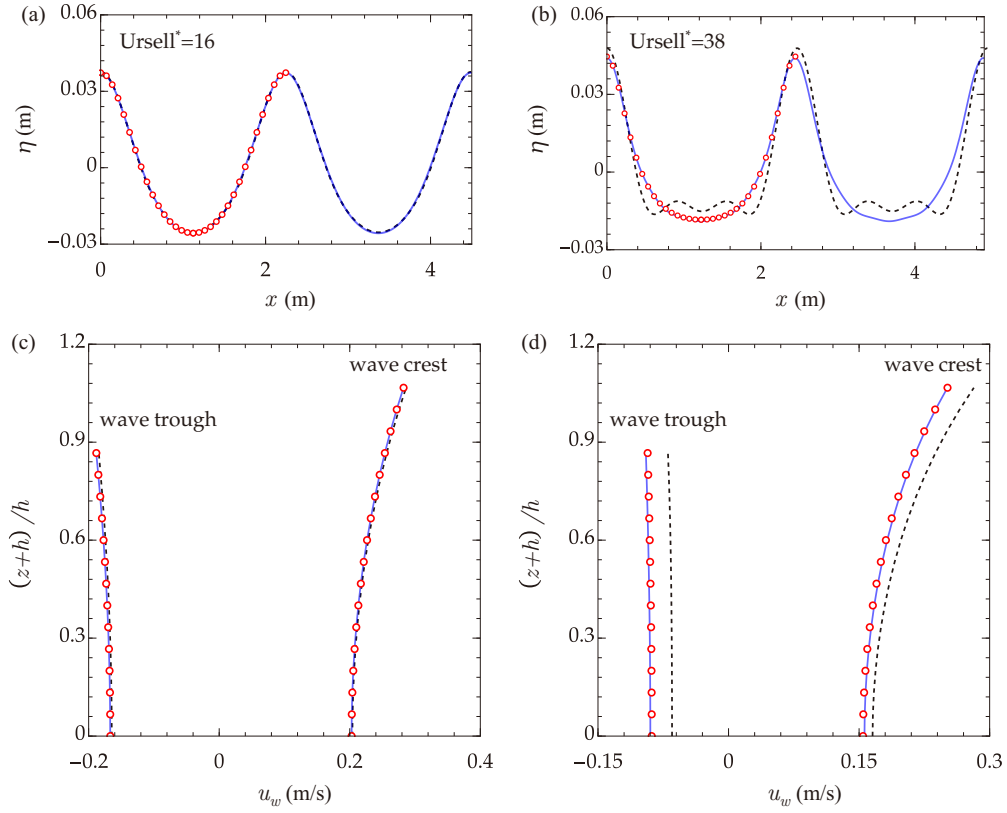 (a)
0.06
0.03
0
−0.03
η (m)
Ursell*=16
0
2
4
x (m)
(b)
0.06
0.03
0
−0.03
η (m)
Ursell*=38
0
1
2
3
4
x (m)
(c)
1.2
0.9
0.6
0.3
0
(z+h) /h
wave crest
wave trough
−0.2
0
0.2
0.4
u_w (m/s)
(d)
1.2
0.9
0.6
0.3
0
(z+h) /h
wave crest
wave trough
−0.15
0
0.15
0.3
u_w (m/s)